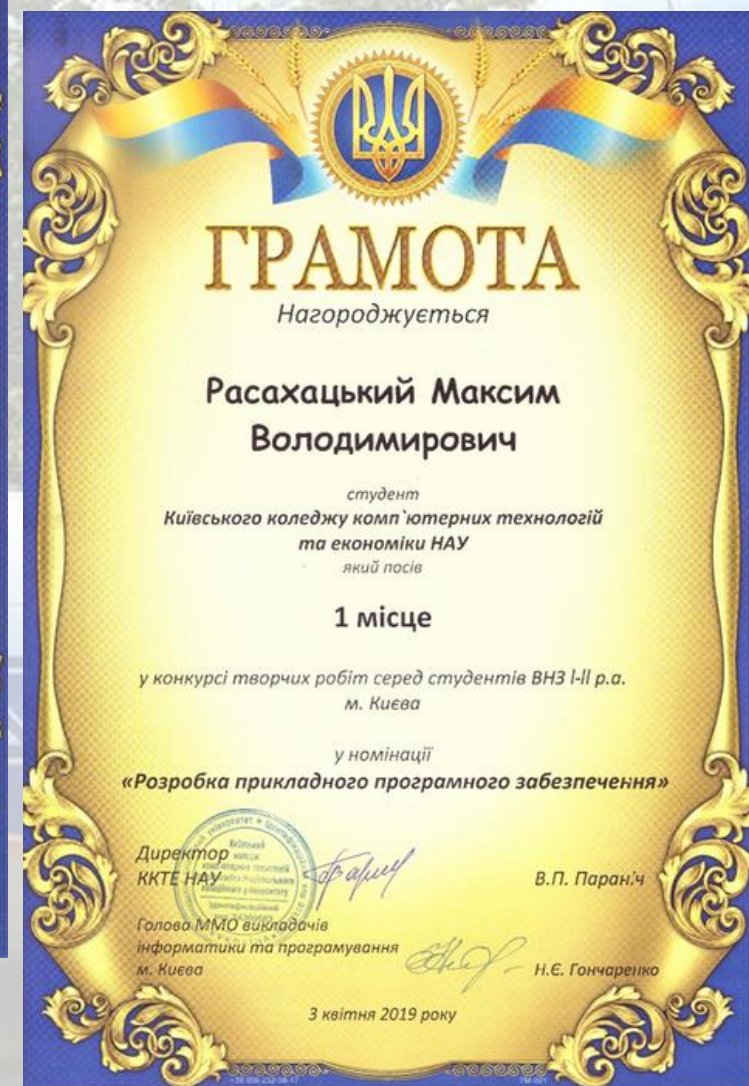 ГРАМОТА
Нагороджується
Расахацький Максим
Володимирович
студент
Київського коледжу комп`ютерних технологій
та економіки НАУ
який посів
1 місце
у конкурсі творчих робіт серед студентів ВНЗ І-ІІ р.а.
м. Києва
у номінації
«Розробка прикладного програмного забезпечення»
Директор
ККТЕ НАУ
В.П. Параніч
Голова ММО викладачів
інформатики та програмування
м. Києва
Н.Є. Гончаренко
3 квітня 2019 року